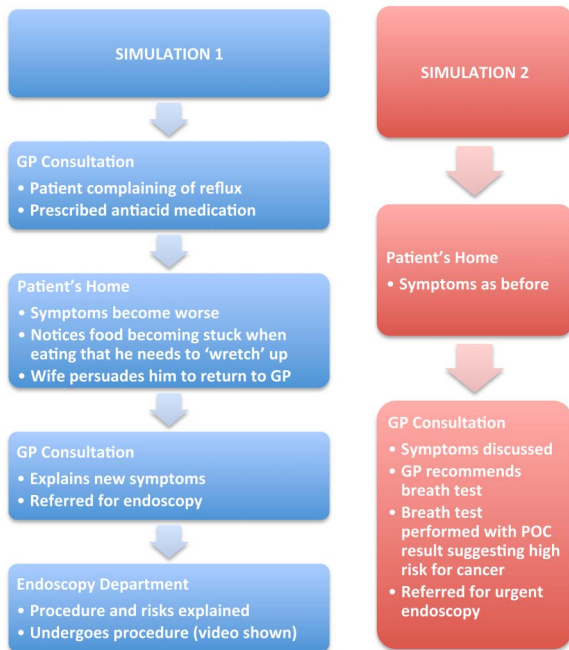 SIMULATION 1
GP Consultation
• Patient complaining of reflux
• Prescribed antiacid medication
Patient's Home
• Symptoms become worse
• Notices food becoming stuck when
eating that he needs to 'wretch' up
• Wife persuades him to return to GP
GP Consultation
• Explains new symptoms
• Referred for endoscopy
Endoscopy Department
• Procedure and risks explained
• Undergoes procedure (video shown)
SIMULATION 2
Patient's Home
• Symptoms as before
GP Consultation
• Symptoms discussed
• GP recommends
breath test
• Breath test
performed with POC
result suggesting high
risk for cancer
• Referred for urgent
endoscopy